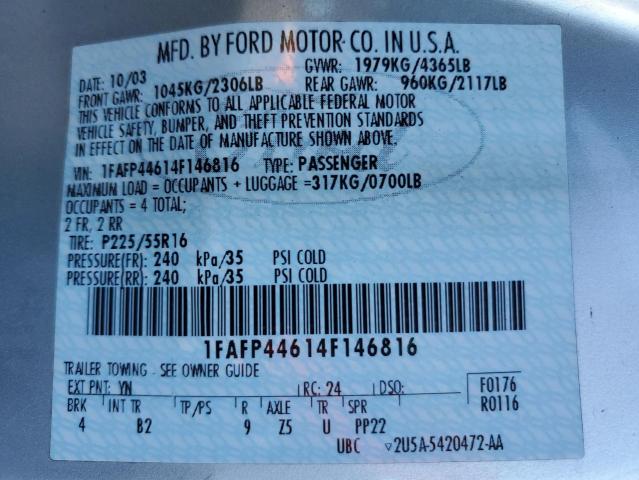 MFD. BY FORD MOTOR CO. IN U.S.A.
DATE: 10/03 GVWR: 1979KG/4365LB
FRONT GAWR: 1045KG/2306LB REAR GAWR: 960KG/2117LB
THIS VEHICLE CONFORMS TO ALL APPLICABLE FEDERAL MOTOR
VEHICLE SAFETY, BUMPER, AND THEFT PREVENTION STANDARDS
IN EFFECT ON THE DATE OF MANUFACTURE SHOWN ABOVE.
VIN: 1FAFP44614F146816 TYPE: PASSENGER
MAXIMUM LOAD = OCCUPANTS + LUGGAGE =317KG/0700LB
OCCUPANTS = 4 TOTAL;
2 FR, 2 RR
TIRE: P225/55R16
PRESSURE(FR): 240 kPa/35 PSI COLD
PRESSURE(RR): 240 kPa/35 PSI COLD
1FAFP44614F146816
TRAILER TOWING - SEE OWNER GUIDE
EXT PNT: YN RC: 24 DSO: F0176
BRK INT TR TP/PS R AXLE TR SPR R0116
4 B2 9 Z5 U PP22
UBC ▽2U5A-5420472-AA